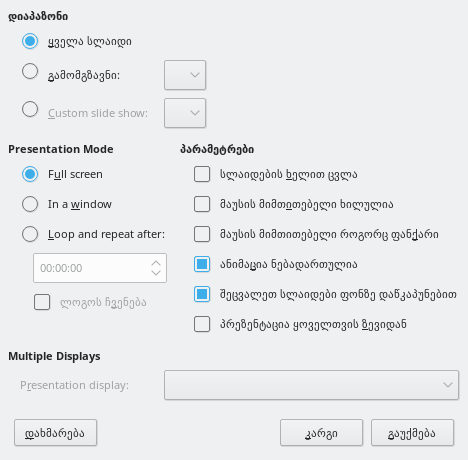 დიაპაზონი
ყველა სლაიდი
გამომგზავნი:
Custom slide show:
Presentation Mode
პარამეტრები
Full screen
სლაიდების ხელით ცვლა
In a window
მაუსის მიმთითებელი ხილულია
Loop and repeat after:
მაუსის მიმთითებელი როგორც ფანქარი
00:00:00
ანიმაცია ნებადართულია
ლოგოს ჩვენება
შეცვალეთ სლაიდები ფონზე დაწკაპუნებით
პრეზენტაცია ყოველთვის ზევიდან
Multiple Displays
Presentation display:
დახმარება
კარგი
გაუქმება